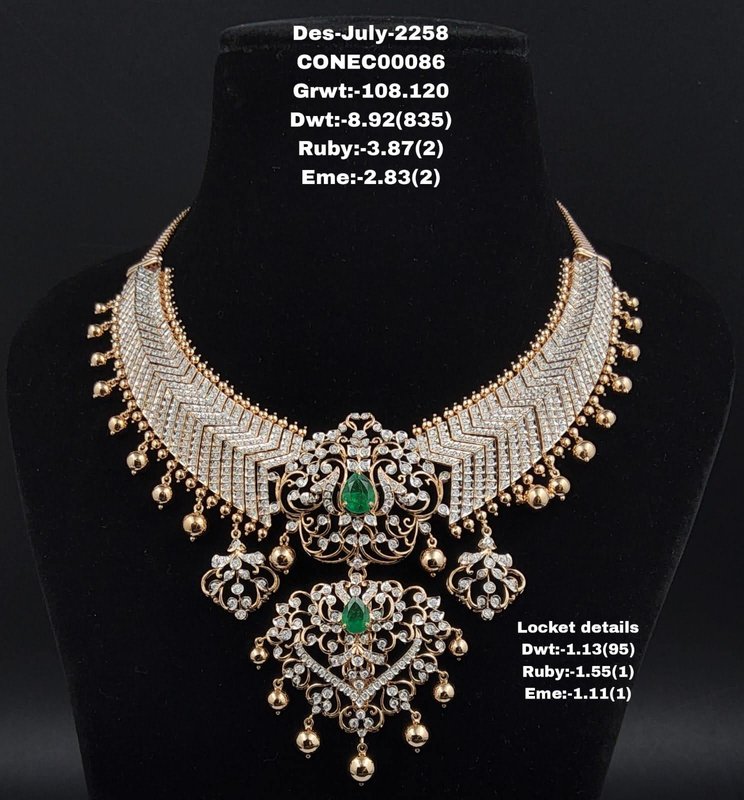 Des-July-2258
CONEC00086
Grwt:-108.120
Dwt:-8.92(835)
Ruby:-3.87(2)
Eme:-2.83(2)
Locket details
Dwt:-1.13(95)
Ruby:-1.55(1)
Eme:-1.11(1)